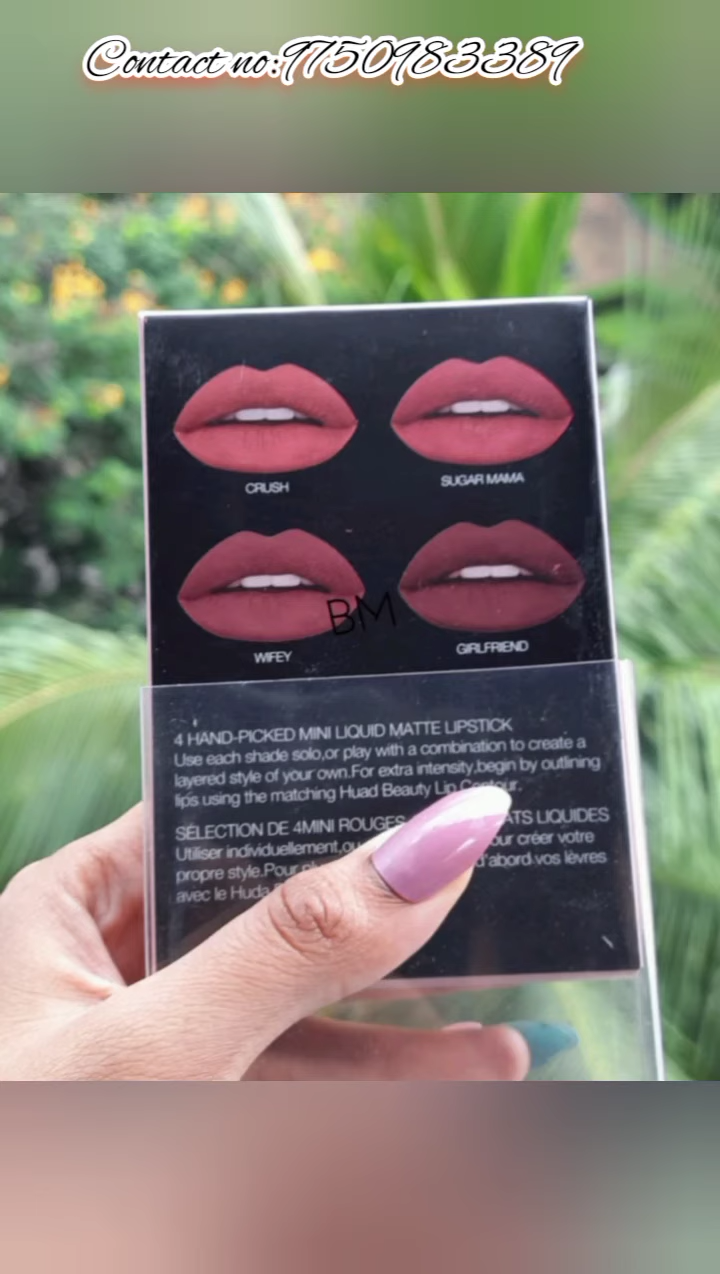 Contact no:9750983389
CRUSH
SUGAR MAMA
WIFEY
BM
GIRLFRIEND
4 HAND-PICKED MINI LIQUID MATTE LIPSTICK
Use each shade solo,or play with a combination to create a
layered style of your own.For extra intensity,begin by outlining
lips using the matching Huad Beauty Lip Contour.
SÉLECTION DE 4MINI ROUGES ATS LIQUIDES
Utiliser individuellement,ou our créer votre
propre style.Pour d'abord vos lèvres
avec le Huda